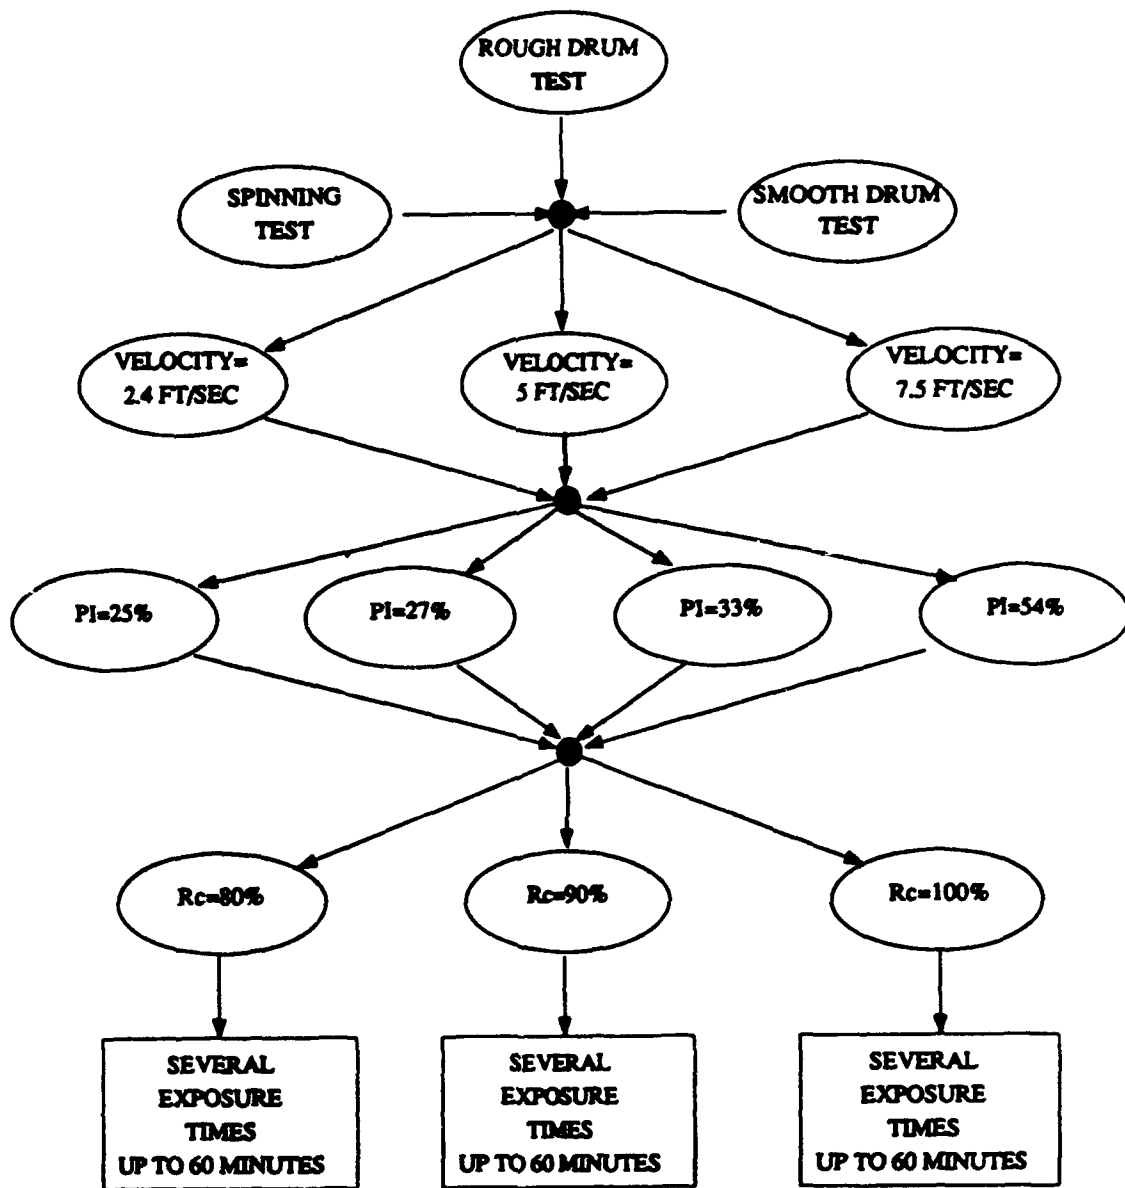 ROUGH DRUM
TEST
SPINNING
TEST
SMOOTH DRUM
TEST
VELOCITY=
2.4 FT/SEC
VELOCITY=
5 FT/SEC
VELOCITY=
7.5 FT/SEC
PI=25%
PI=27%
PI=33%
PI=54%
Rc=80%
Rc=90%
Rc=100%
SEVERAL
EXPOSURE
TIMES
UP TO 60 MINUTES
SEVERAL
EXPOSURE
TIMES
UP TO 60 MINUTES
SEVERAL
EXPOSURE
TIMES
UP TO 60 MINUTES